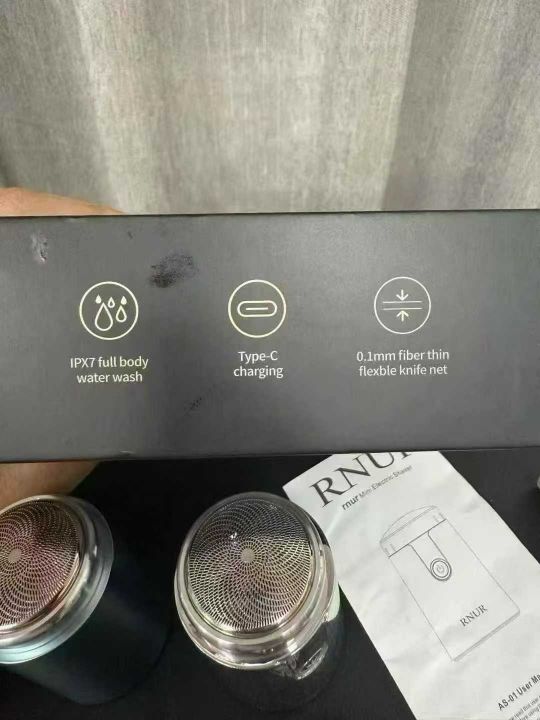 IPX7 full body
water wash
Type-C
charging
0.1mm fiber thin
flexble knife net
RNUR
rnur Mini Electric Shaver
RNUR
AS-01 User